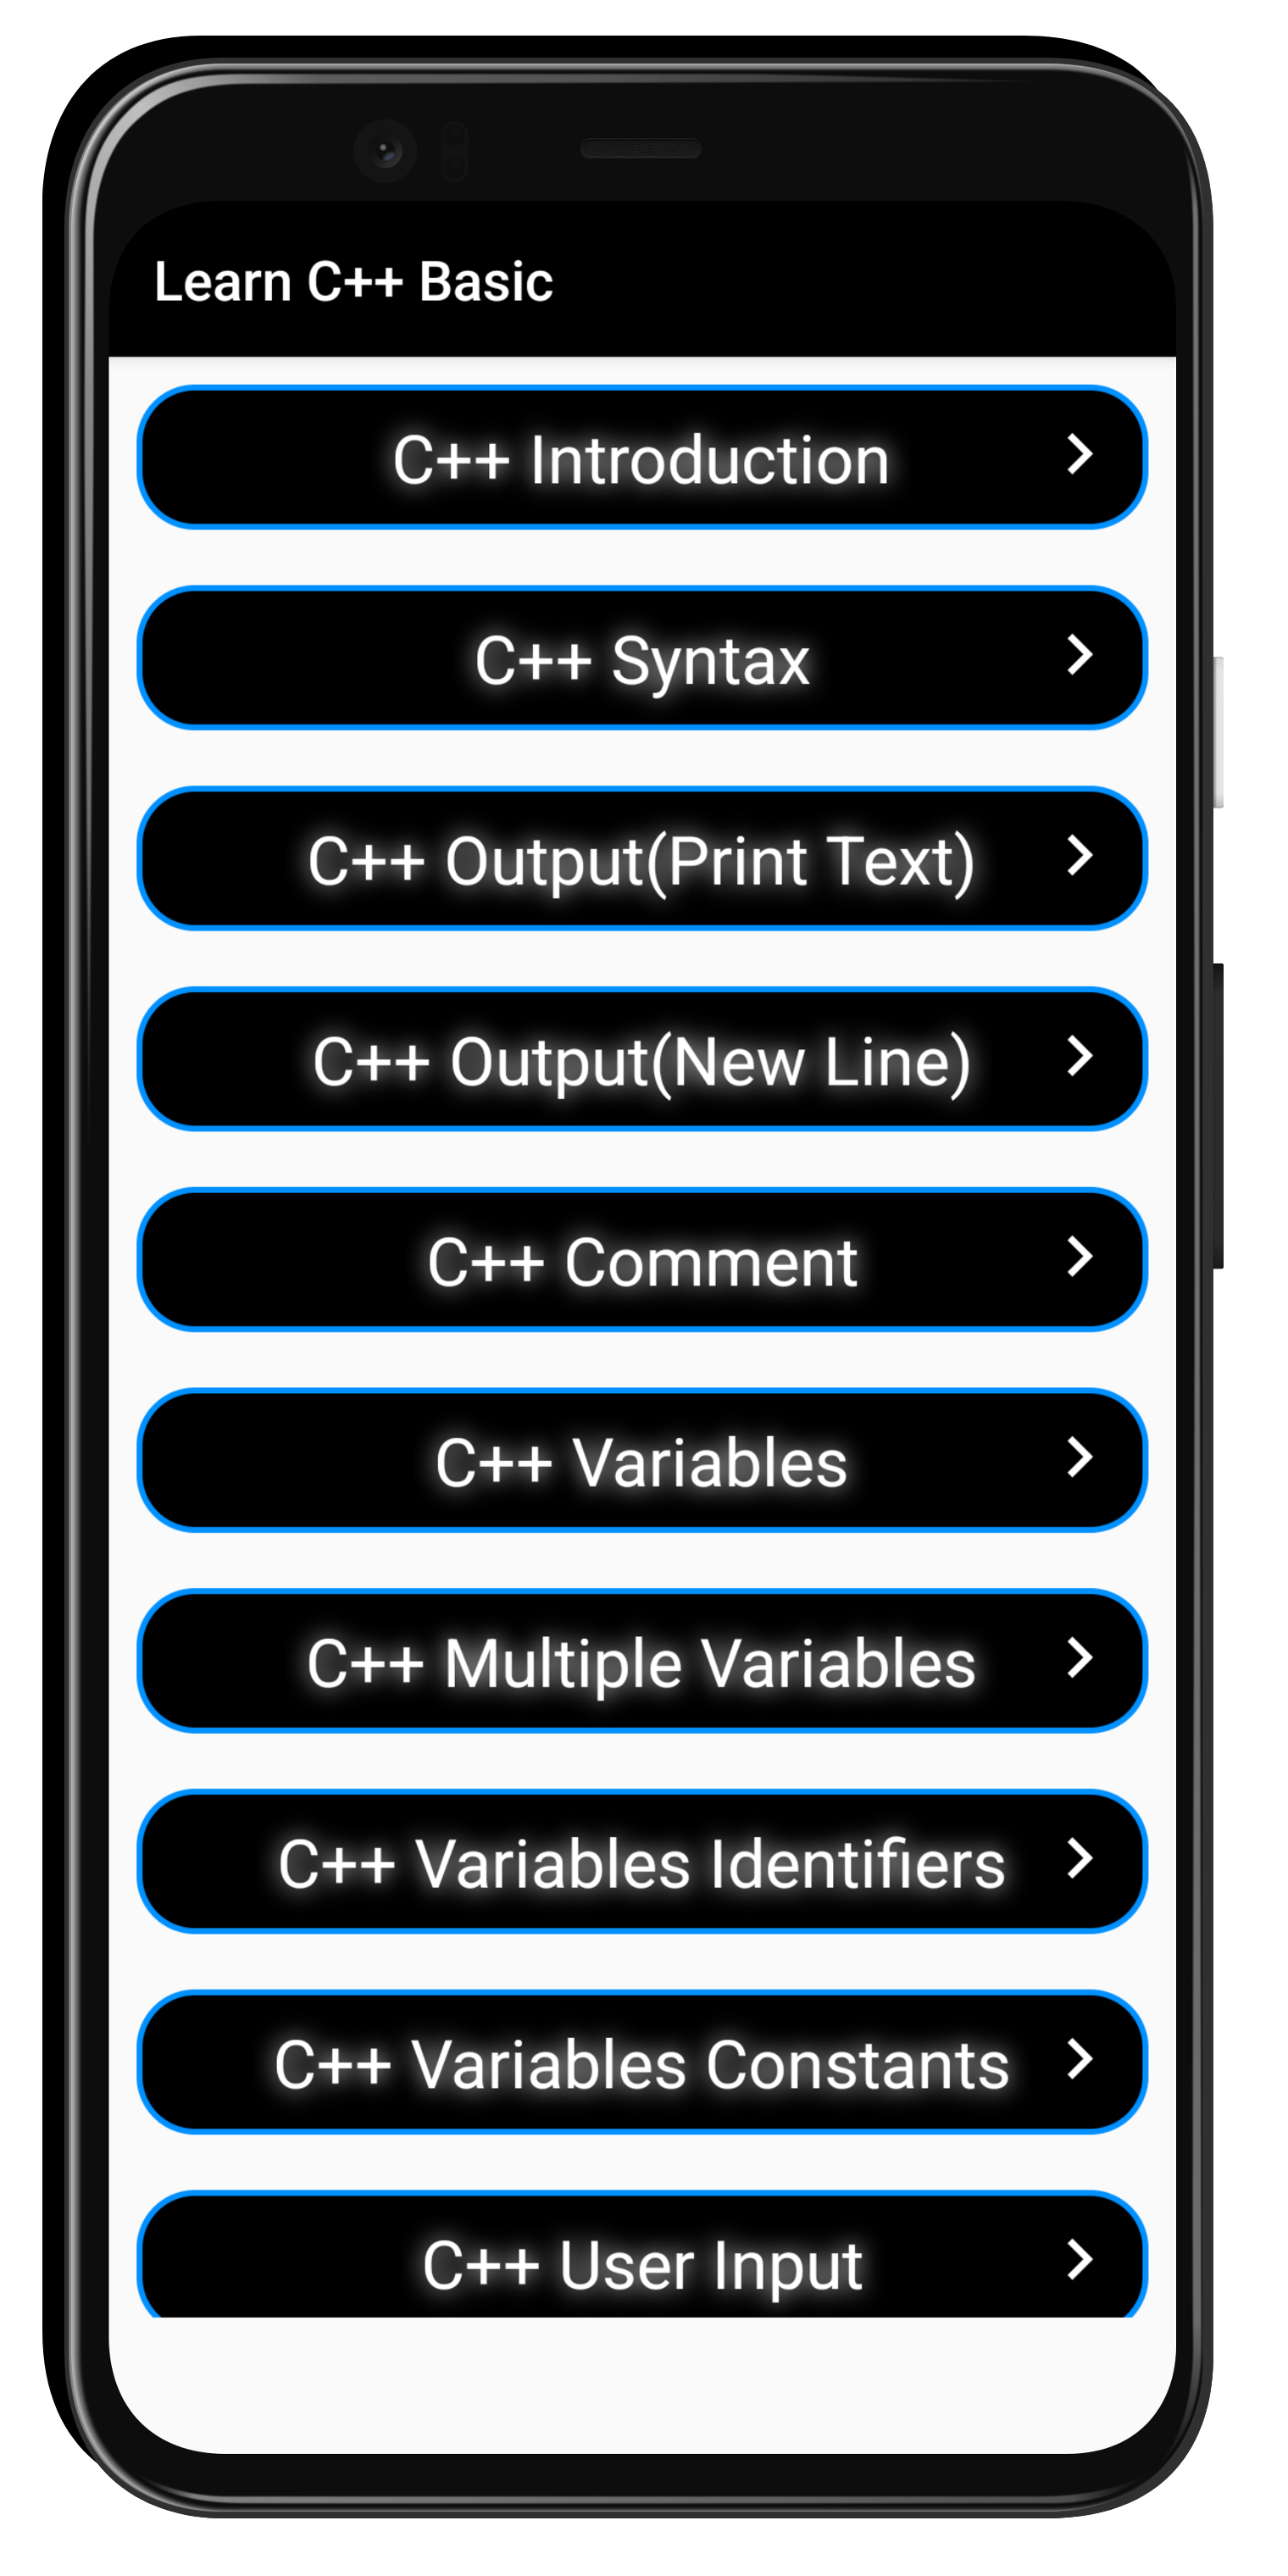 Learn C++ Basic
C++ Introduction
C++ Syntax
C++ Output(Print Text)
C++ Output(New Line)
C++ Comment
C++ Variables
C++ Multiple Variables
C++ Variables Identifiers
C++ Variables Constants
C++ User Input